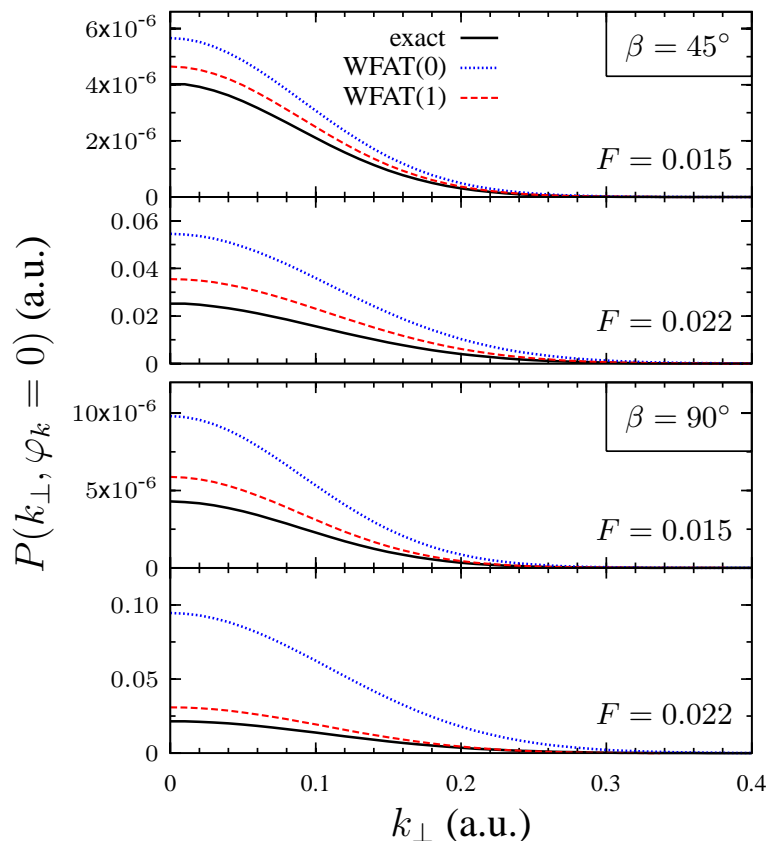 P(k⊥, φk = 0) (a.u.)
6x10⁻⁶
4x10⁻⁶
2x10⁻⁶
0
exact
WFAT(0)
WFAT(1)
β = 45°
F = 0.015
0.06
0.04
0.02
0
F = 0.022
10x10⁻⁶
5x10⁻⁶
0
β = 90°
F = 0.015
0.10
0.05
0
F = 0.022
0 0.1 0.2 0.3 0.4
k⊥ (a.u.)